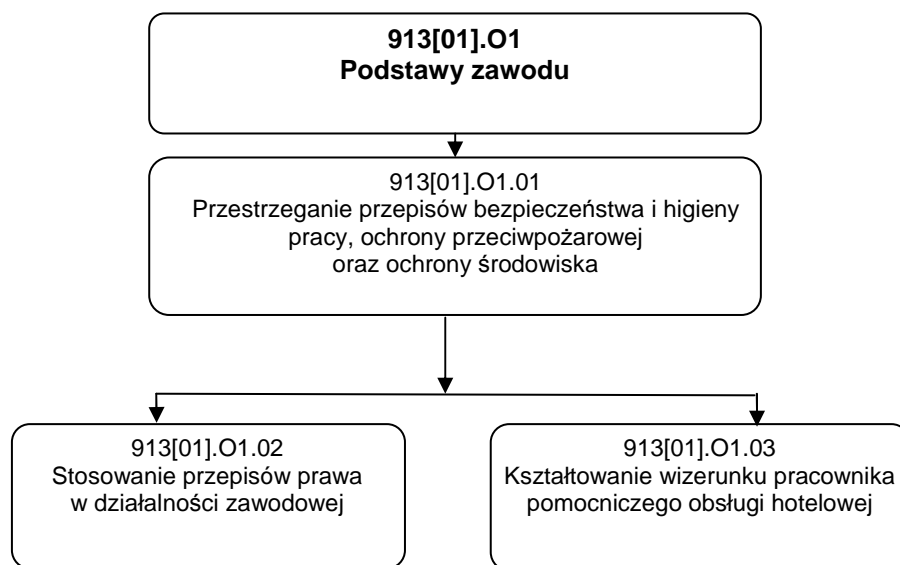 913[01].O1
Podstawy zawodu
913[01].O1.01
Przestrzeganie przepisów bezpieczeństwa i higieny
pracy, ochrony przeciwpożarowej
oraz ochrony środowiska
913[01].O1.02
Stosowanie przepisów prawa
w działalności zawodowej
913[01].O1.03
Kształtowanie wizerunku pracownika
pomocniczego obsługi hotelowej